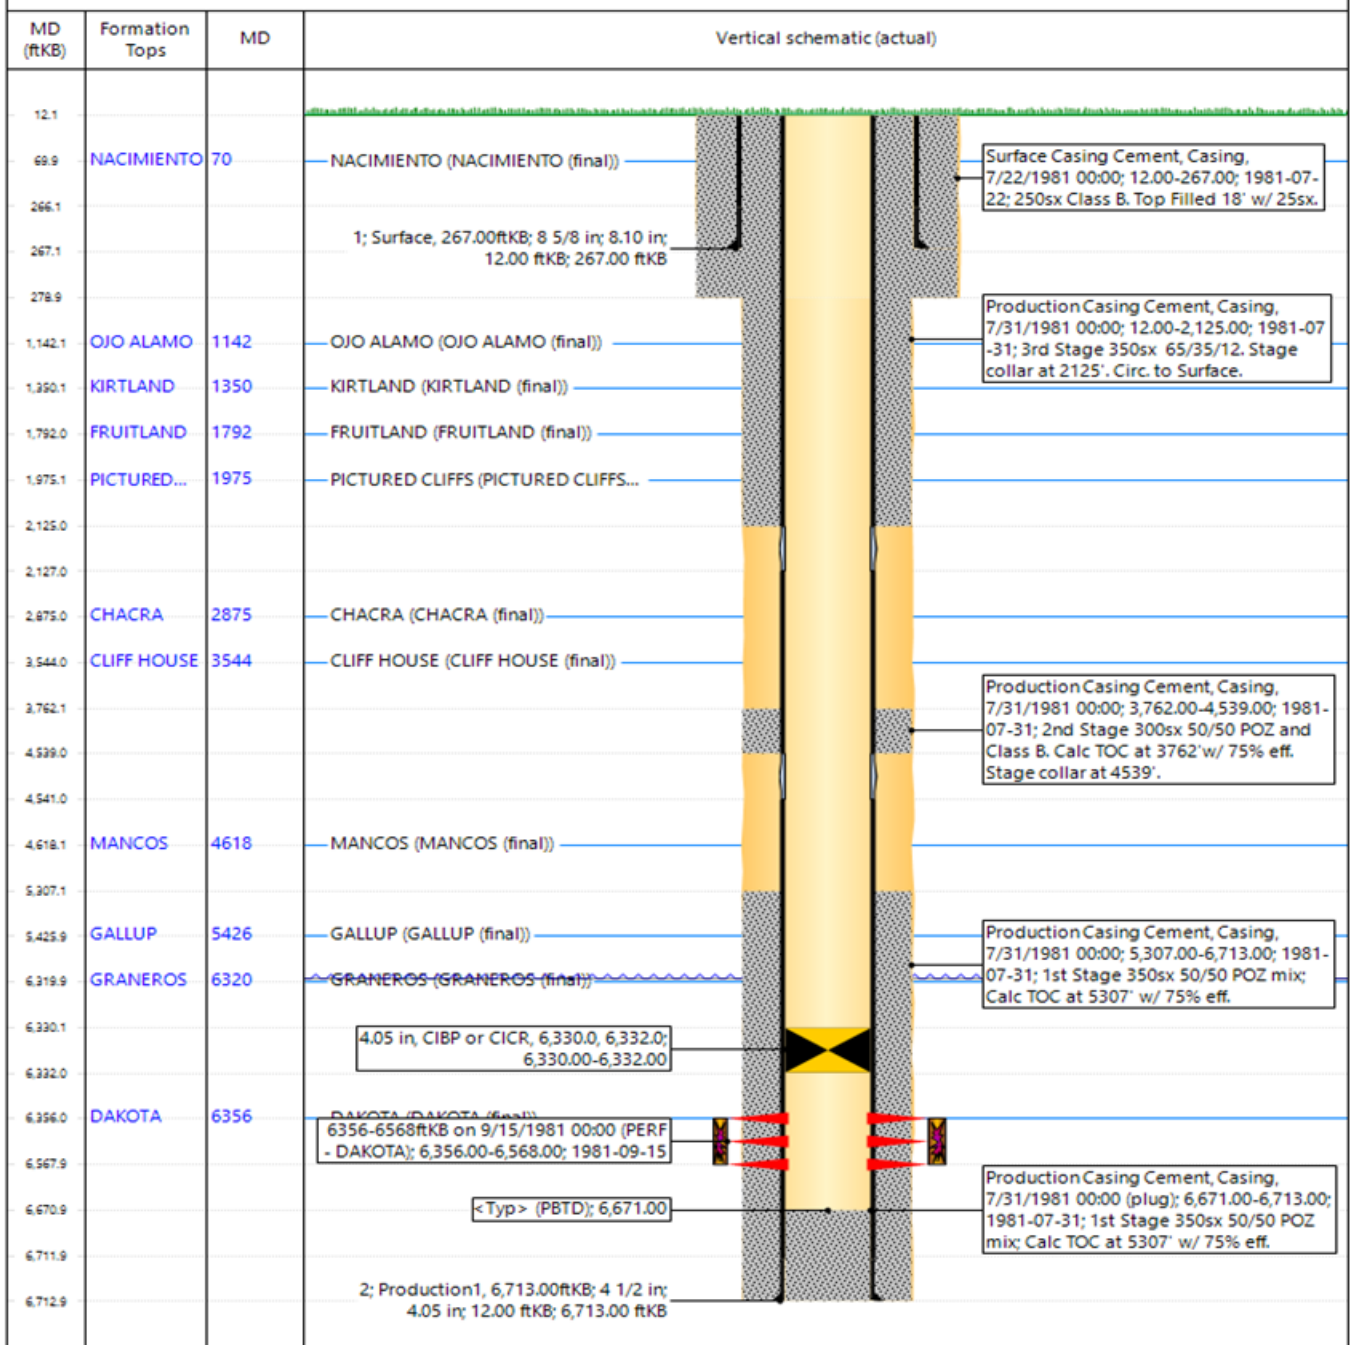 MD
(ftKB)
Formation
Tops
MD
Vertical schematic (actual)
12.1
69.9
NACIMIENTO
70
NACIMIENTO (NACIMIENTO (final))
Surface Casing Cement, Casing,
7/22/1981 00:00; 12.00-267.00; 1981-07-
22; 250sx Class B. Top Filled 18' w/ 25sx.
266.1
1; Surface, 267.00ftKB; 8 5/8 in; 8.10 in;
12.00 ftKB; 267.00 ftKB
267.1
278.9
Production Casing Cement, Casing,
7/31/1981 00:00; 12.00-2,125.00; 1981-07
-31; 3rd Stage 350sx 65/35/12. Stage
collar at 2125'. Circ. to Surface.
1,142.1
OJO ALAMO
1142
OJO ALAMO (OJO ALAMO (final))
1,350.1
KIRTLAND
1350
KIRTLAND (KIRTLAND (final))
1,792.0
FRUITLAND
1792
FRUITLAND (FRUITLAND (final))
1,975.1
PICTURED...
1975
PICTURED CLIFFS (PICTURED CLIFFS...
2,125.0
2,127.0
2,875.0
CHACRA
2875
CHACRA (CHACRA (final))
3,544.0
CLIFF HOUSE
3544
CLIFF HOUSE (CLIFF HOUSE (final))
3,762.1
Production Casing Cement, Casing,
7/31/1981 00:00; 3,762.00-4,539.00; 1981-
07-31; 2nd Stage 300sx 50/50 POZ and
Class B. Calc TOC at 3762'w/ 75% eff.
Stage collar at 4539'.
4,539.0
4,541.0
4,618.1
MANCOS
4618
MANCOS (MANCOS (final))
5,307.1
5,425.9
GALLUP
5426
GALLUP (GALLUP (final))
Production Casing Cement, Casing,
7/31/1981 00:00; 5,307.00-6,713.00; 1981-
07-31; 1st Stage 350sx 50/50 POZ mix;
Calc TOC at 5307' w/ 75% eff.
6,319.9
GRANEROS
6320
GRANEROS (GRANEROS (final))
6,330.1
4.05 in, CIBP or CICR, 6,330.0, 6,332.0;
6,330.00-6,332.00
6,332.0
6,356.0
DAKOTA
6356
DAKOTA (DAKOTA (final))
6356-6568ftKB on 9/15/1981 00:00 (PERF
- DAKOTA); 6,356.00-6,568.00; 1981-09-15
6,567.9
Production Casing Cement, Casing,
7/31/1981 00:00 (plug); 6,671.00-6,713.00;
1981-07-31; 1st Stage 350sx 50/50 POZ
mix; Calc TOC at 5307' w/ 75% eff.
6,670.9
<Typ> (PBTD); 6,671.00
6,711.9
2; Production1, 6,713.00ftKB; 4 1/2 in;
4.05 in; 12.00 ftKB; 6,713.00 ftKB
6,712.9